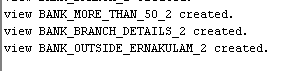 view BANK_MORE_THAN_50_2 created.
view BANK_BRANCH_DETAILS_2 created.
view BANK_OUTSIDE_ERNAKULAM_2 created.